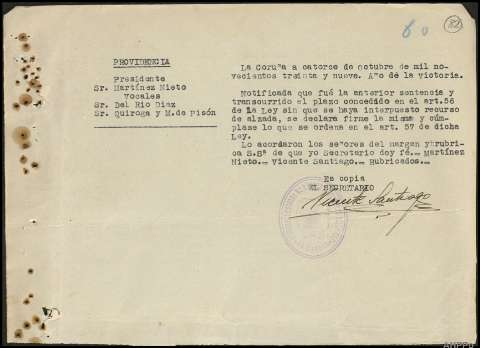 60
82
PROVIDENCIA
Presidente
Sr. Martínez Nieto
Vocales
Sr. Del Rio Diaz
Sr. Quiroga y M. de Pisón
La Coruña a catorce de octubre de mil no-
vecientos treinta y nueve. Año de la victoria.
Notificada que fué la anterior sentencia y
transcurrido el plazo concedido en el art.56
de la Ley sin que se haya interpuesto recurso
de alzada, se declara firme la misma y cúm-
plase lo que se ordena en el art. 57 de dicha
Ley.
Lo acordaron los señores del margen yhrubrica
S.Sª de que yo Secretario doy fé.- Martínez
Nieto.- Vicente Santiago.- Rubricados.-
Es copia
EL SECRETARIO
Vicente Santiago